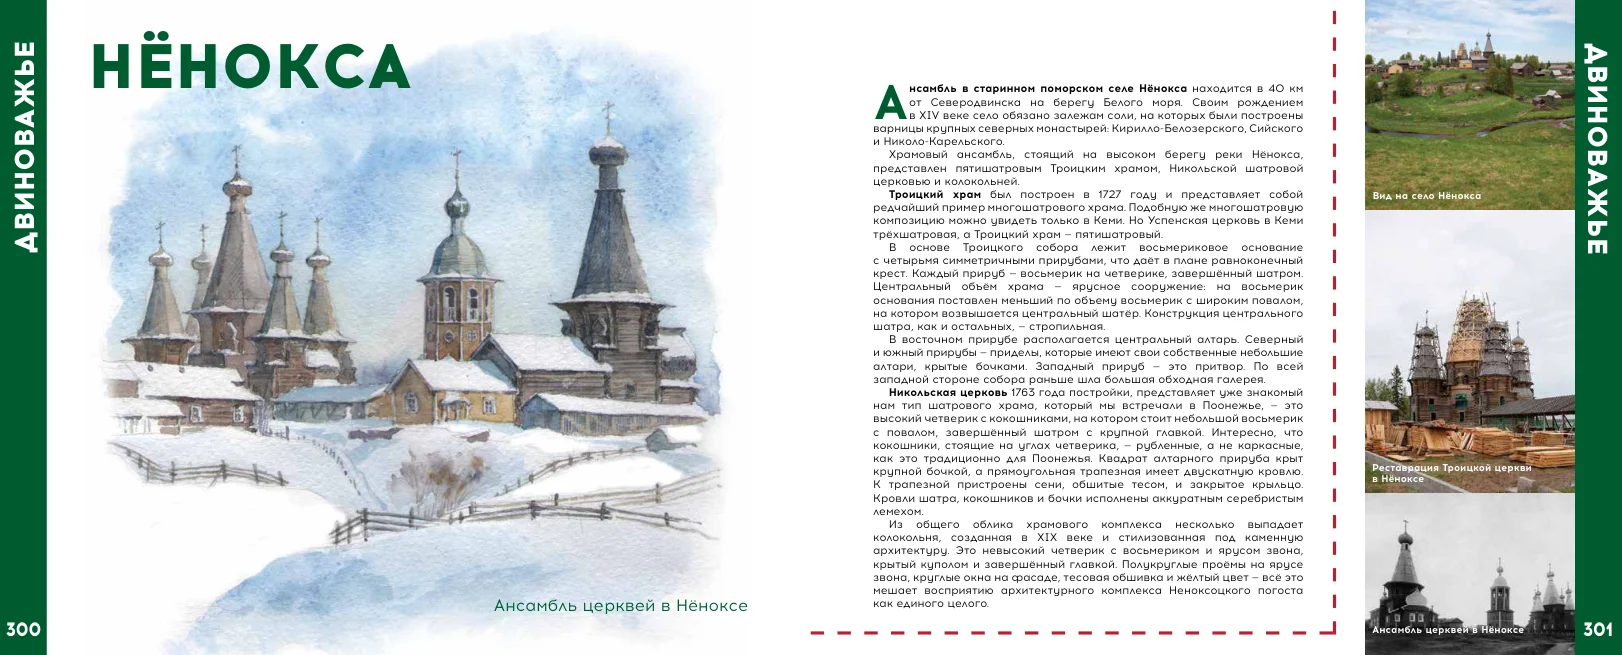 ДВИНОВАЖЬЕ
НЁНОКСА
Ансамбль церквей в Нёноксе
300
Ансамбль в старинном поморском селе Нёнокса находится в 40 км
от Северодвинска на берегу Белого моря. Своим рождением
в XIV веке село обязано залежам соли, на которых были построены
варницы крупных северных монастырей: Кирилло-Белозерского, Сийского
и Николо-Карельского.
Храмовый ансамбль, стоящий на высоком берегу реки Нёнокса,
представлен пятишатровым Троицким храмом, Никольской шатровой
церковью и колокольней.
Троицкий храм был построен в 1727 году и представляет собой
редчайший пример многошатрового храма. Подобную же многошатровую
композицию можно увидеть только в Кеми. Но Успенская церковь в Кеми
трёхшатровая, а Троицкий храм – пятишатровый.
В основе Троицкого собора лежит восьмериковое основание
с четырьмя симметричными прирубами, что даёт в плане равноконечный
крест. Каждый прируб – восьмерик на четверике, завершённый шатром.
Центральный объём храма – ярусное сооружение: на восьмерик
основания поставлен меньший по объему восьмерик с широким повалом,
на котором возвышается центральный шатёр. Конструкция центрального
шатра, как и остальных, – стропильная.
В восточном прирубе располагается центральный алтарь. Северный
и южный прирубы – приделы, которые имеют свои собственные небольшие
алтари, крытые бочками. Западный прируб – это притвор. По всей
западной стороне собора раньше шла большая обходная галерея.
Никольская церковь 1763 года постройки, представляет уже знакомый
нам тип шатрового храма, который мы встречали в Поонежье, – это
высокий четверик с кокошниками, на котором стоит небольшой восьмерик
с повалом, завершённый шатром с крупной главкой. Интересно, что
кокошники, стоящие на углах четверика, – рубленные, а не каркасные,
как это традиционно для Поонежья. Квадрат алтарного прируба крыт
крупной бочкой, а прямоугольная трапезная имеет двускатную кровлю.
К трапезной пристроены сени, обшитые тесом, и закрытое крыльцо.
Кровли шатра, кокошников и бочки исполнены аккуратным серебристым
лемехом.
Из общего облика храмового комплекса несколько выпадает
колокольня, созданная в XIX веке и стилизованная под каменную
архитектуру. Это невысокий четверик с восьмериком и ярусом звона,
крытый куполом и завершённый главкой. Полукруглые проёмы на ярусе
звона, круглые окна на фасаде, тесовая обшивка и жёлтый цвет – всё это
мешает восприятию архитектурного комплекса Неноксоцкого погоста
как единого целого.
Вид на село Нёнокса
Реставрация Троицкой церкви
в Нёноксе
Ансамбль церквей в Нёноксе
ДВИНОВАЖЬЕ
301